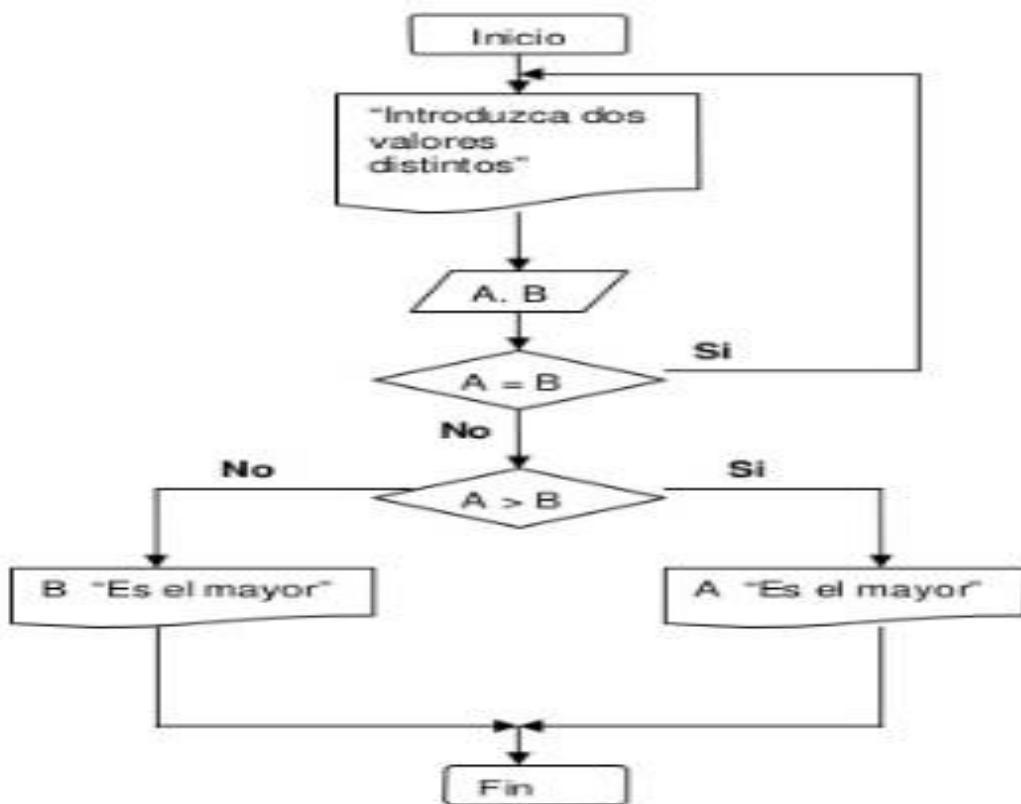 Inicio
"Introduzca dos
valores
distintos"
A. B
Si
A = B
No
No
Si
A > B
B "Es el mayor"
A "Es el mayor"
Fin